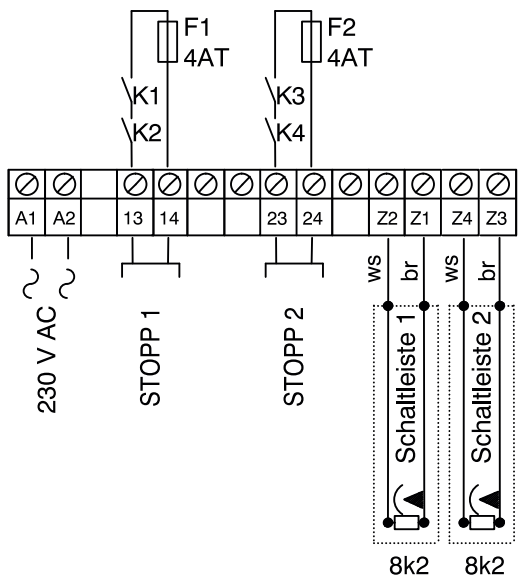 F1
4AT
F2
4AT
K1
K3
K2
K4
A1 A2 13 14 23 24 Z2 Z1 Z4 Z3
ws br ws br
230 V AC
STOPP 1
STOPP 2
Schaltleiste 1
Schaltleiste 2
8k2 8k2